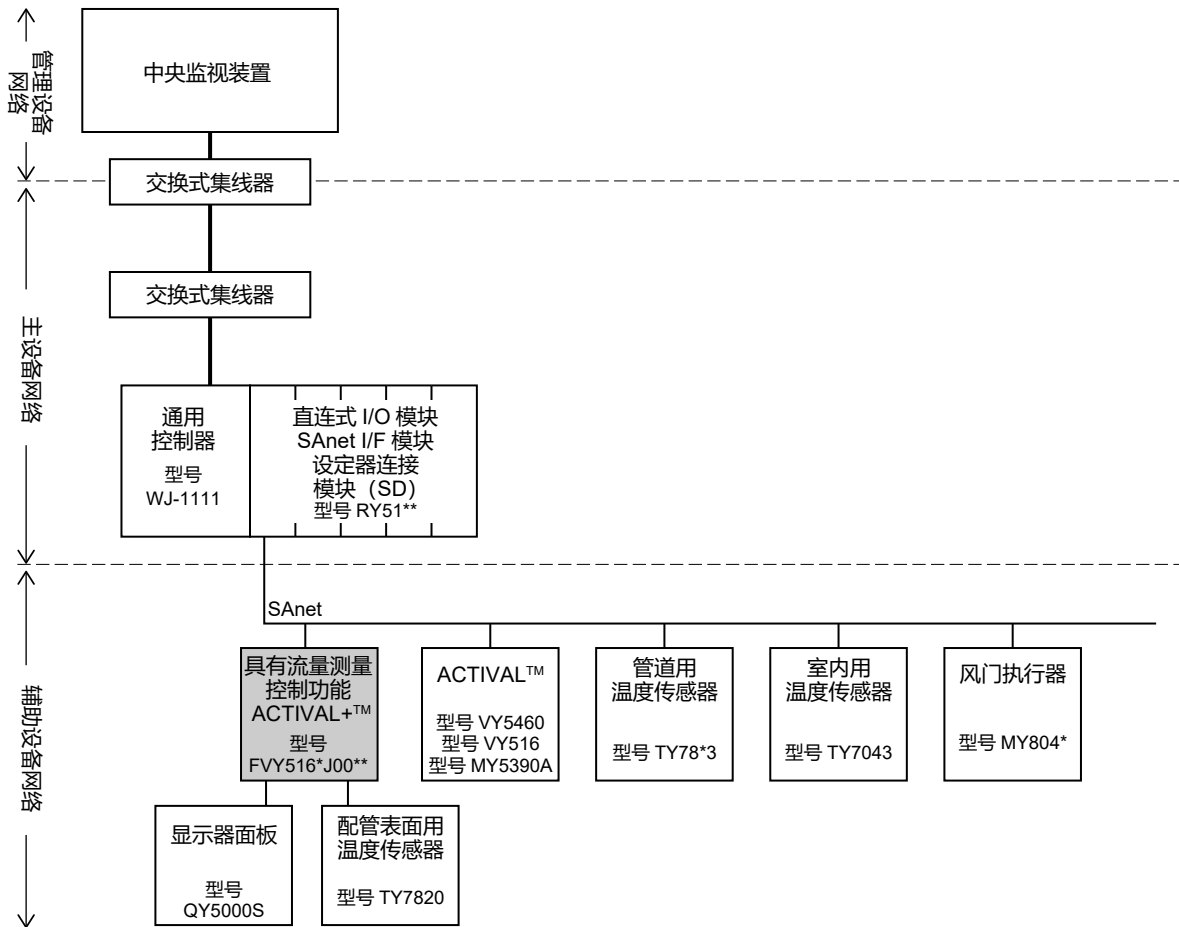 管理设备
网络
中央监视装置
交换式集线器
主设备网络
交换式集线器
通用
控制器
型号
WJ-1111
直连式 I/O 模块
SAnet I/F 模块
设定器连接
模块（SD）
型号 RY51**
辅助设备网络
SAnet
具有流量测量
控制功能
ACTIVAL+™
型号
FVY516*J00**
ACTIVAL™
型号 VY5460
型号 VY516
型号 MY5390A
管道用
温度传感器
型号 TY78*3
室内用
温度传感器
型号 TY7043
风门执行器
型号 MY804*
显示器面板
型号
QY5000S
配管表面用
温度传感器
型号 TY7820